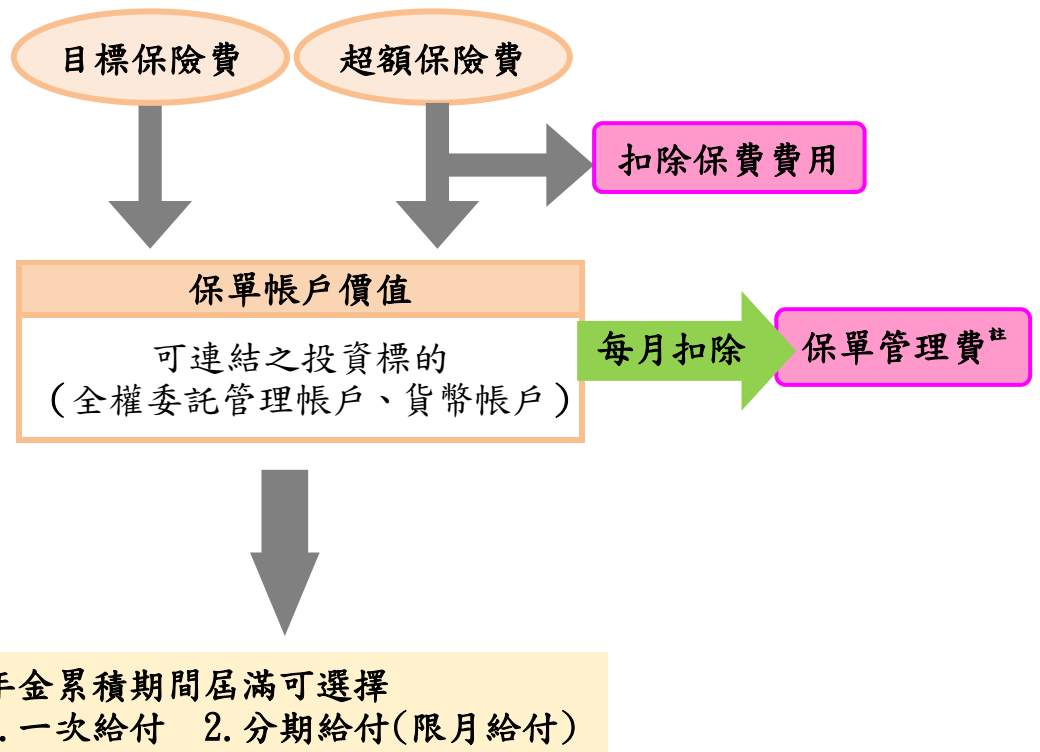 目標保險費
超額保險費
扣除保費費用
保單帳戶價值
可連結之投資標的
(全權委託管理帳戶、貨幣帳戶)
每月扣除
保單管理費註
年金累積期間屆滿可選擇
.一次給付 2.分期給付(限月給付)